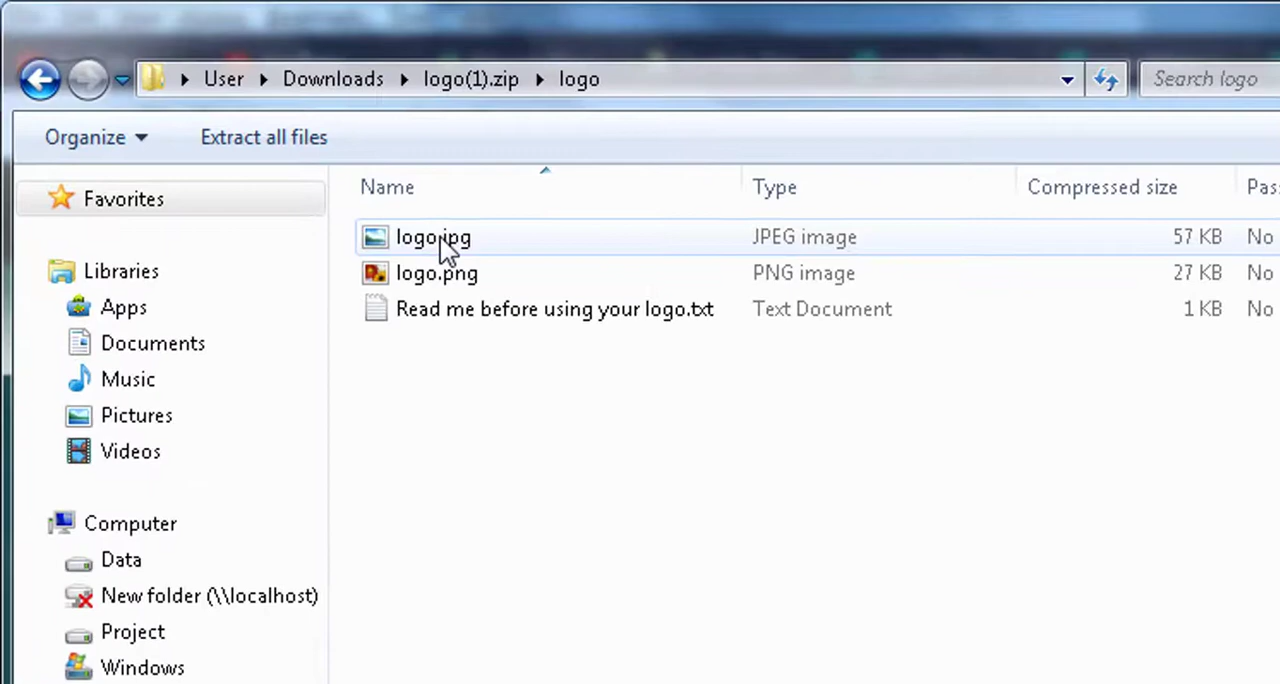 User Downloads logo(1).zip logo Search logo
Organize Extract all files
Favorites
Libraries
Apps
Documents
Music
Pictures
Videos
Computer
Data
New folder (\\localhost)
Project
Windows
Name Type Compressed size
logo.jpg JPEG image 57 KB No
logo.png PNG image 27 KB No
Read me before using your logo.txt Text Document 1 KB No